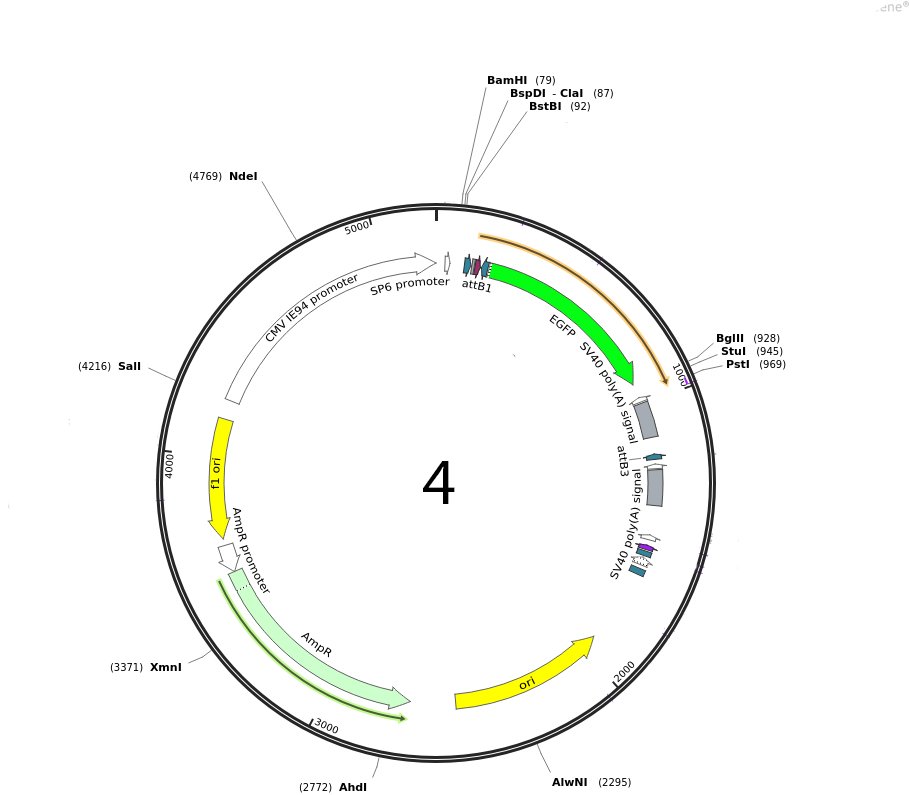 BamHI (79)
BspDI - ClaI (87)
BstBI (92)
(4769) NdeI
5000
CMV IE94 promoter
SP6 promoter
attB1
EGFP
SV40 poly(A) signal
BglII (928)
StuI (945)
PstI (969)
1000
(4216) SalI
4000
f1 ori
4
attB3
SV40 poly(A) signal
AmpR promoter
AmpR
(3371) XmnI
ori
2000
3000
(2772) AhdI
AlwNI (2295)